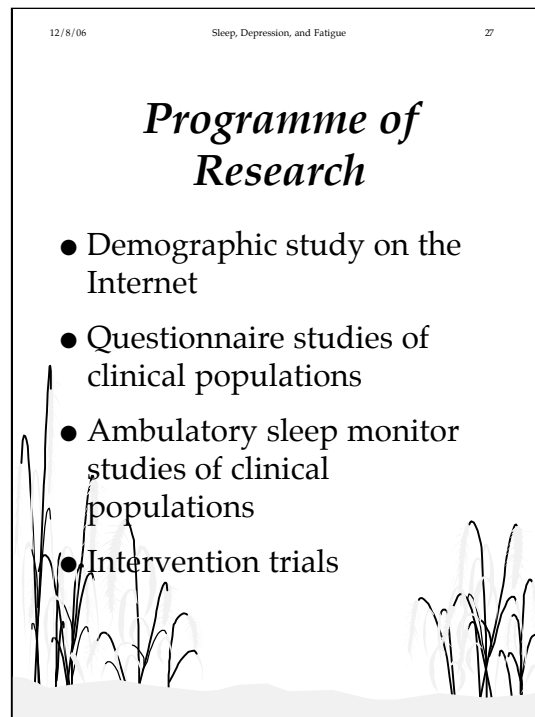 12/8/06 Sleep, Depression, and Fatigue 27
Programme of
Research
● Demographic study on the
Internet
● Questionnaire studies of
clinical populations
● Ambulatory sleep monitor
studies of clinical
populations
● Intervention trials